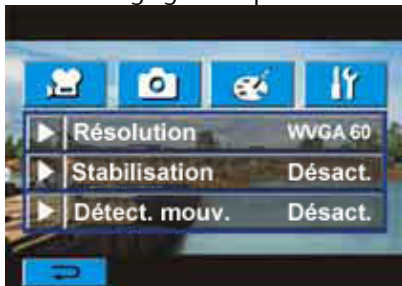 Résolution WVGA 60
Stabilisation Désact.
Détect. mouv. Désact.